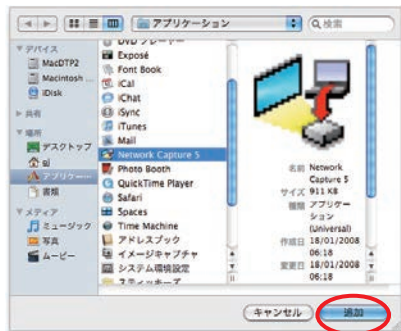 アプリケーション
検索
デバイス
MacDTP2
Macintosh ...
iDisk
共有
場所
デスクトップ
アプリケー...
書類
メディア
ミュージック
写真
ムービー
DVD プレーヤー
Exposé
Font Book
iCal
iChat
iSync
iTunes
Mail
Network Capture 5
Photo Booth
QuickTime Player
Safari
Spaces
Time Machine
アドレスブック
イメージキャプチャ
システム環境設定
スティッキーズ
名前 Network
Capture 5
サイズ 911 KB
種類 アプリケー
ション
(Universal)
作成日 18/01/2008
06:18
変更日 18/01/2008
06:18
キャンセル
追加